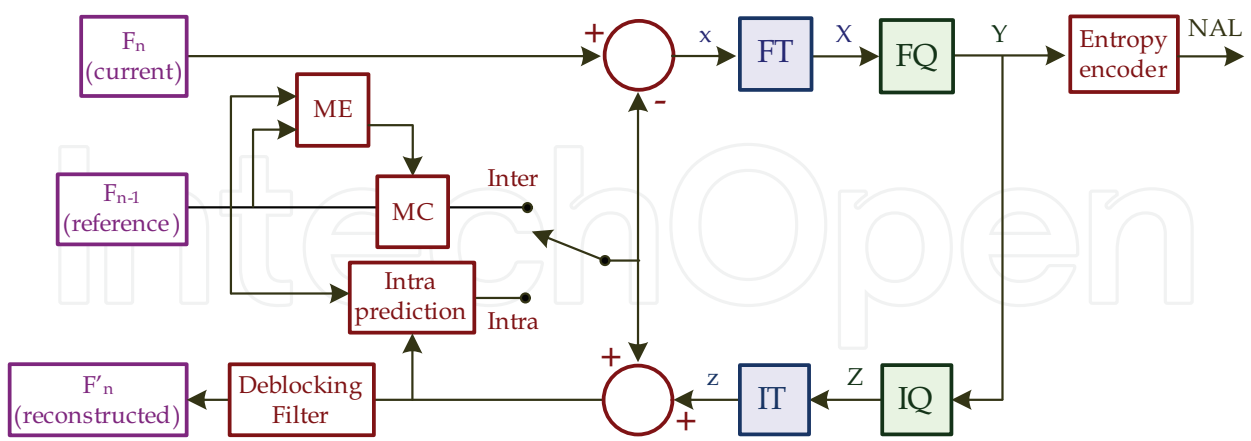 Fn
(current)
+
-
x
FT
X
FQ
Y
Entropy
encoder
NAL
ME
Fn-1
(reference)
MC
Inter
Intra
prediction
Intra
F'n
(reconstructed)
Deblocking
Filter
+
+
z
IT
Z
IQ
IntechOpen